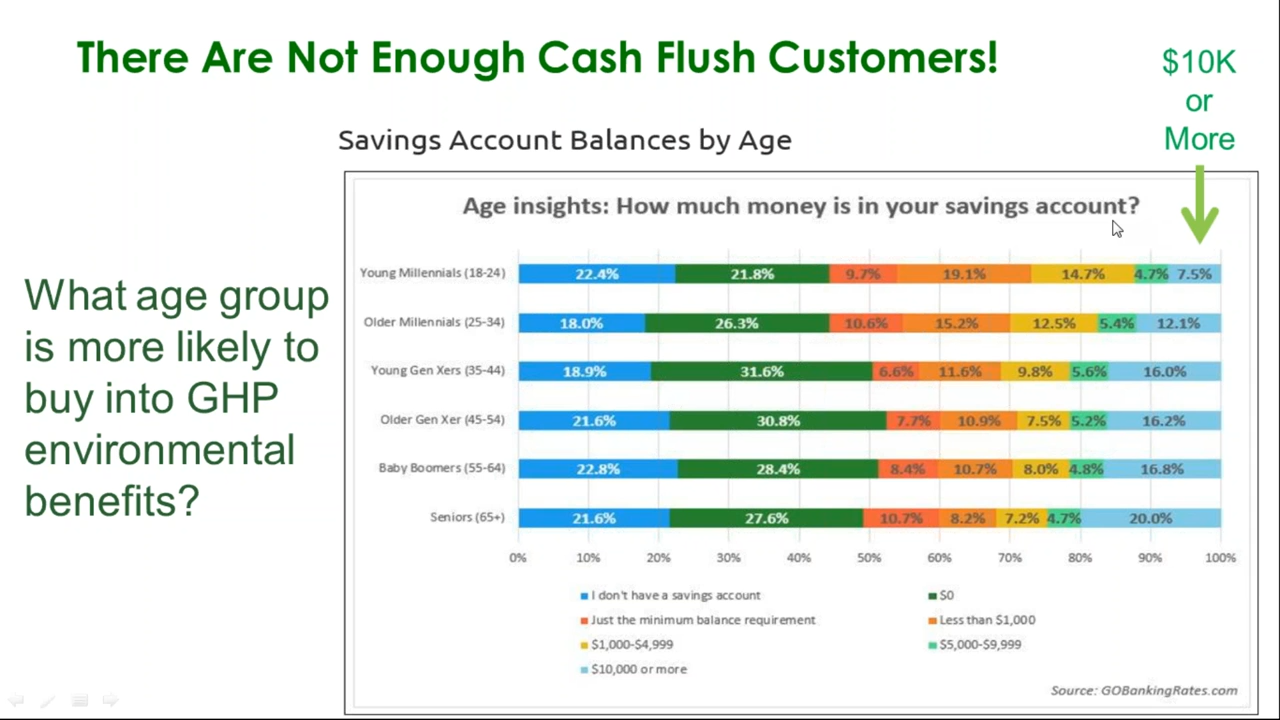 There Are Not Enough Cash Flush Customers!
$10K
or
More
Savings Account Balances by Age
What age group
is more likely to
buy into GHP
environmental
benefits?
Age insights: How much money is in your savings account?
Young Millennials (18-24) 22.4% 21.8% 9.7% 19.1% 14.7% 4.7% 7.5%
Older Millennials (25-34) 18.0% 26.3% 10.6% 15.2% 12.5% 5.4% 12.1%
Young Gen Xers (35-44) 18.9% 31.6% 6.6% 11.6% 9.8% 5.6% 16.0%
Older Gen Xer (45-54) 21.6% 30.8% 7.7% 10.9% 7.5% 5.2% 16.2%
Baby Boomers (55-64) 22.8% 28.4% 8.4% 10.7% 8.0% 4.8% 16.8%
Seniors (65+) 21.6% 27.6% 10.7% 8.2% 7.2% 4.7% 20.0%
0% 10% 20% 30% 40% 50% 60% 70% 80% 90% 100%
I don't have a savings account $0
Just the minimum balance requirement Less than $1,000
$1,000-$4,999 $5,000-$9,999
$10,000 or more
Source: GOBankingRates.com